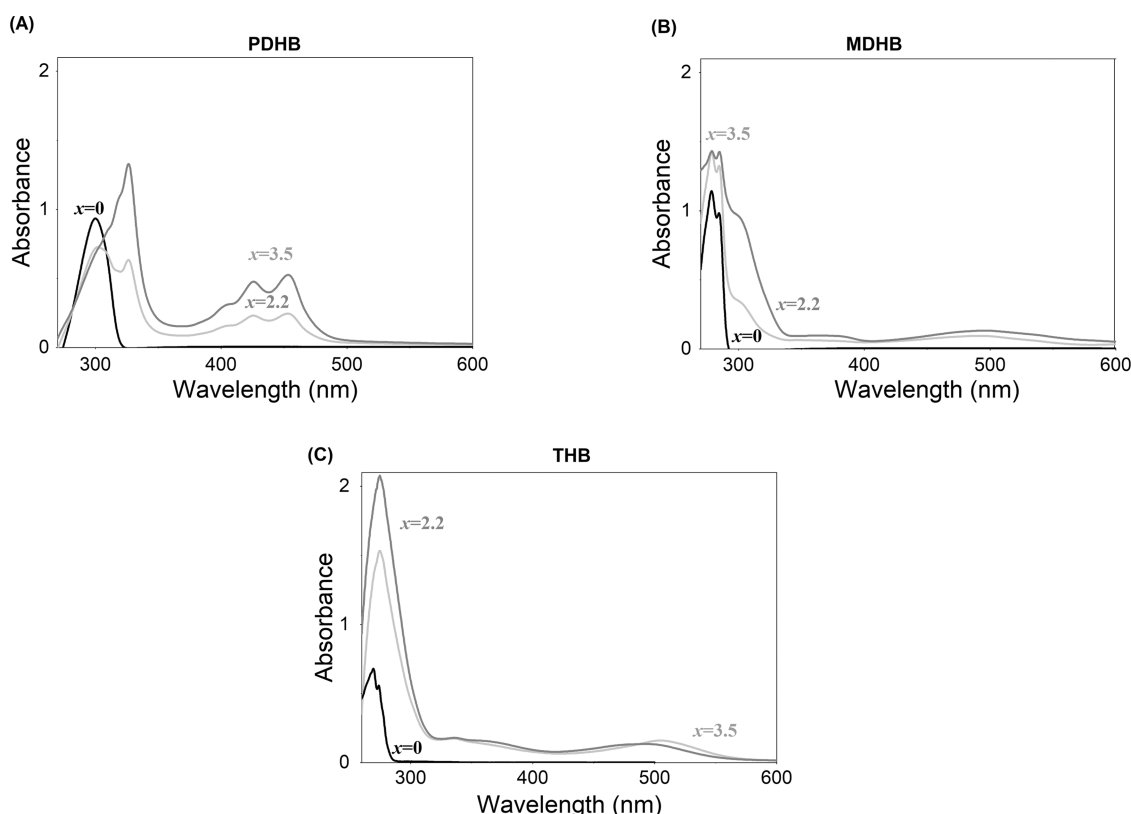 (A)
PDHB
2
1
0
Absorbance
x=0
x=3.5
x=2.2
300
400
500
600
Wavelength (nm)
(B)
MDHB
2
1
0
Absorbance
x=3.5
x=2.2
x=0
300
400
500
600
Wavelength (nm)
(C)
THB
2
1
0
Absorbance
x=2.2
x=3.5
x=0
300
400
500
600
Wavelength (nm)